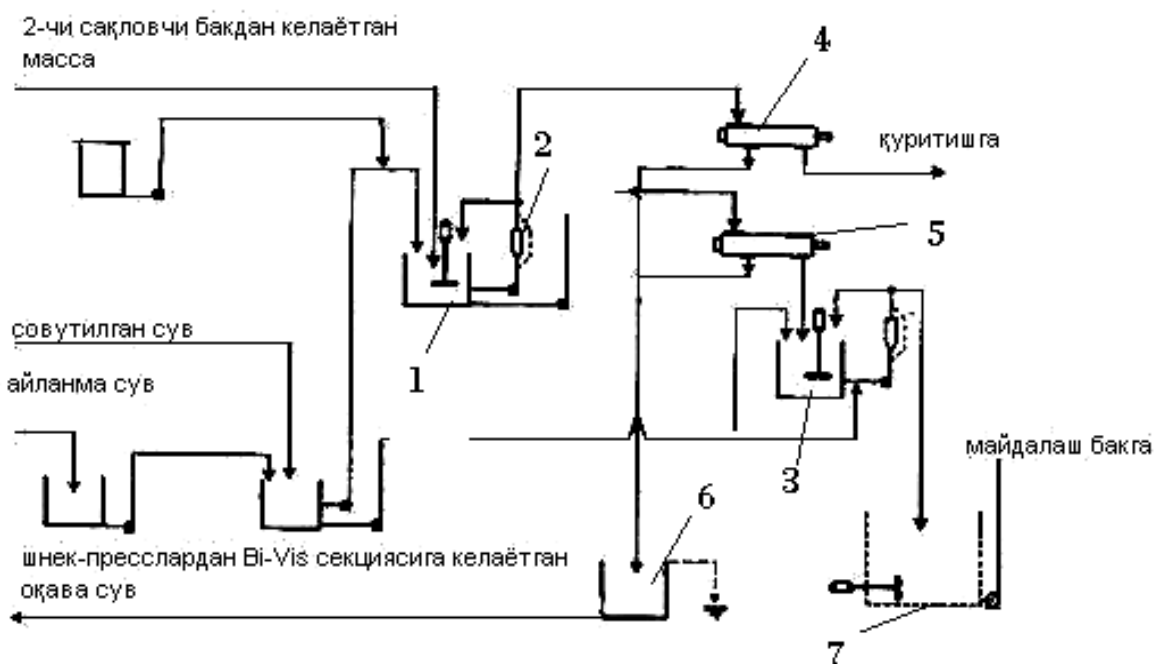 2-чи сақловчи бакдан келаётган
масса
4
2
қуритишга
5
совутилган сув
1
айланма сув
3
майдалаш бакга
6
шнек-пресслардан Bi-Vis секциясига келаётган
оқава сув
7